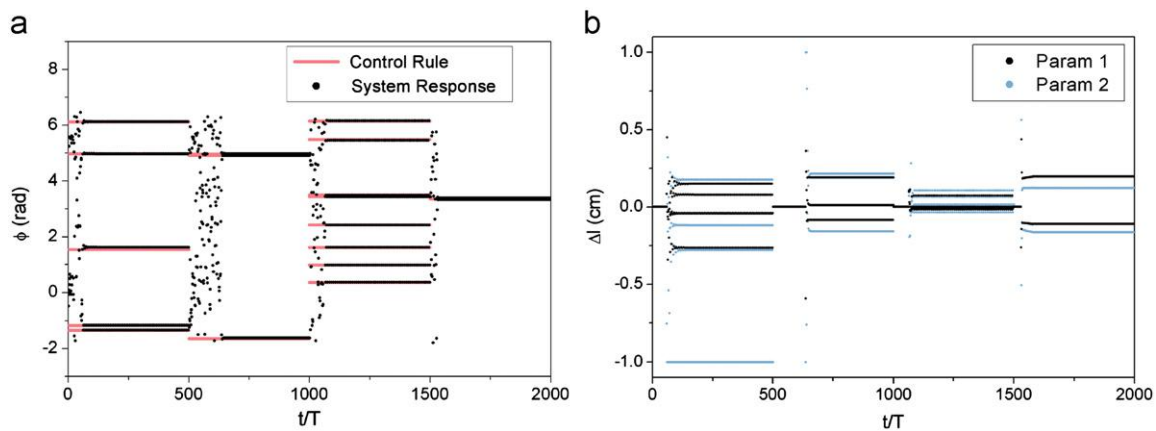 a
8
6
4
2
0
-2
ϕ (rad)
0
500
1000
1500
2000
t/T
Control Rule
System Response
b
1.0
0.5
0.0
-0.5
-1.0
Δl (cm)
0
500
1000
1500
2000
t/T
Param 1
Param 2